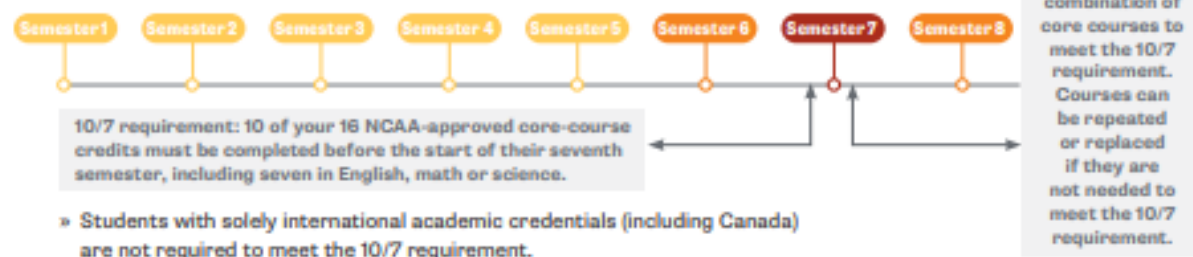 Semester 1 Semester 2 Semester 3 Semester 4 Semester 5 Semester 6 Semester 7 Semester 8
10/7 requirement: 10 of your 16 NCAA-approved core-course
credits must be completed before the start of their seventh
semester, including seven in English, math or science.
» Students with solely international academic credentials (including Canada)
are not required to meet the 10/7 requirement.
combination of
core courses to
meet the 10/7
requirement.
Courses can
be repeated
or replaced
if they are
not needed to
meet the 10/7
requirement.